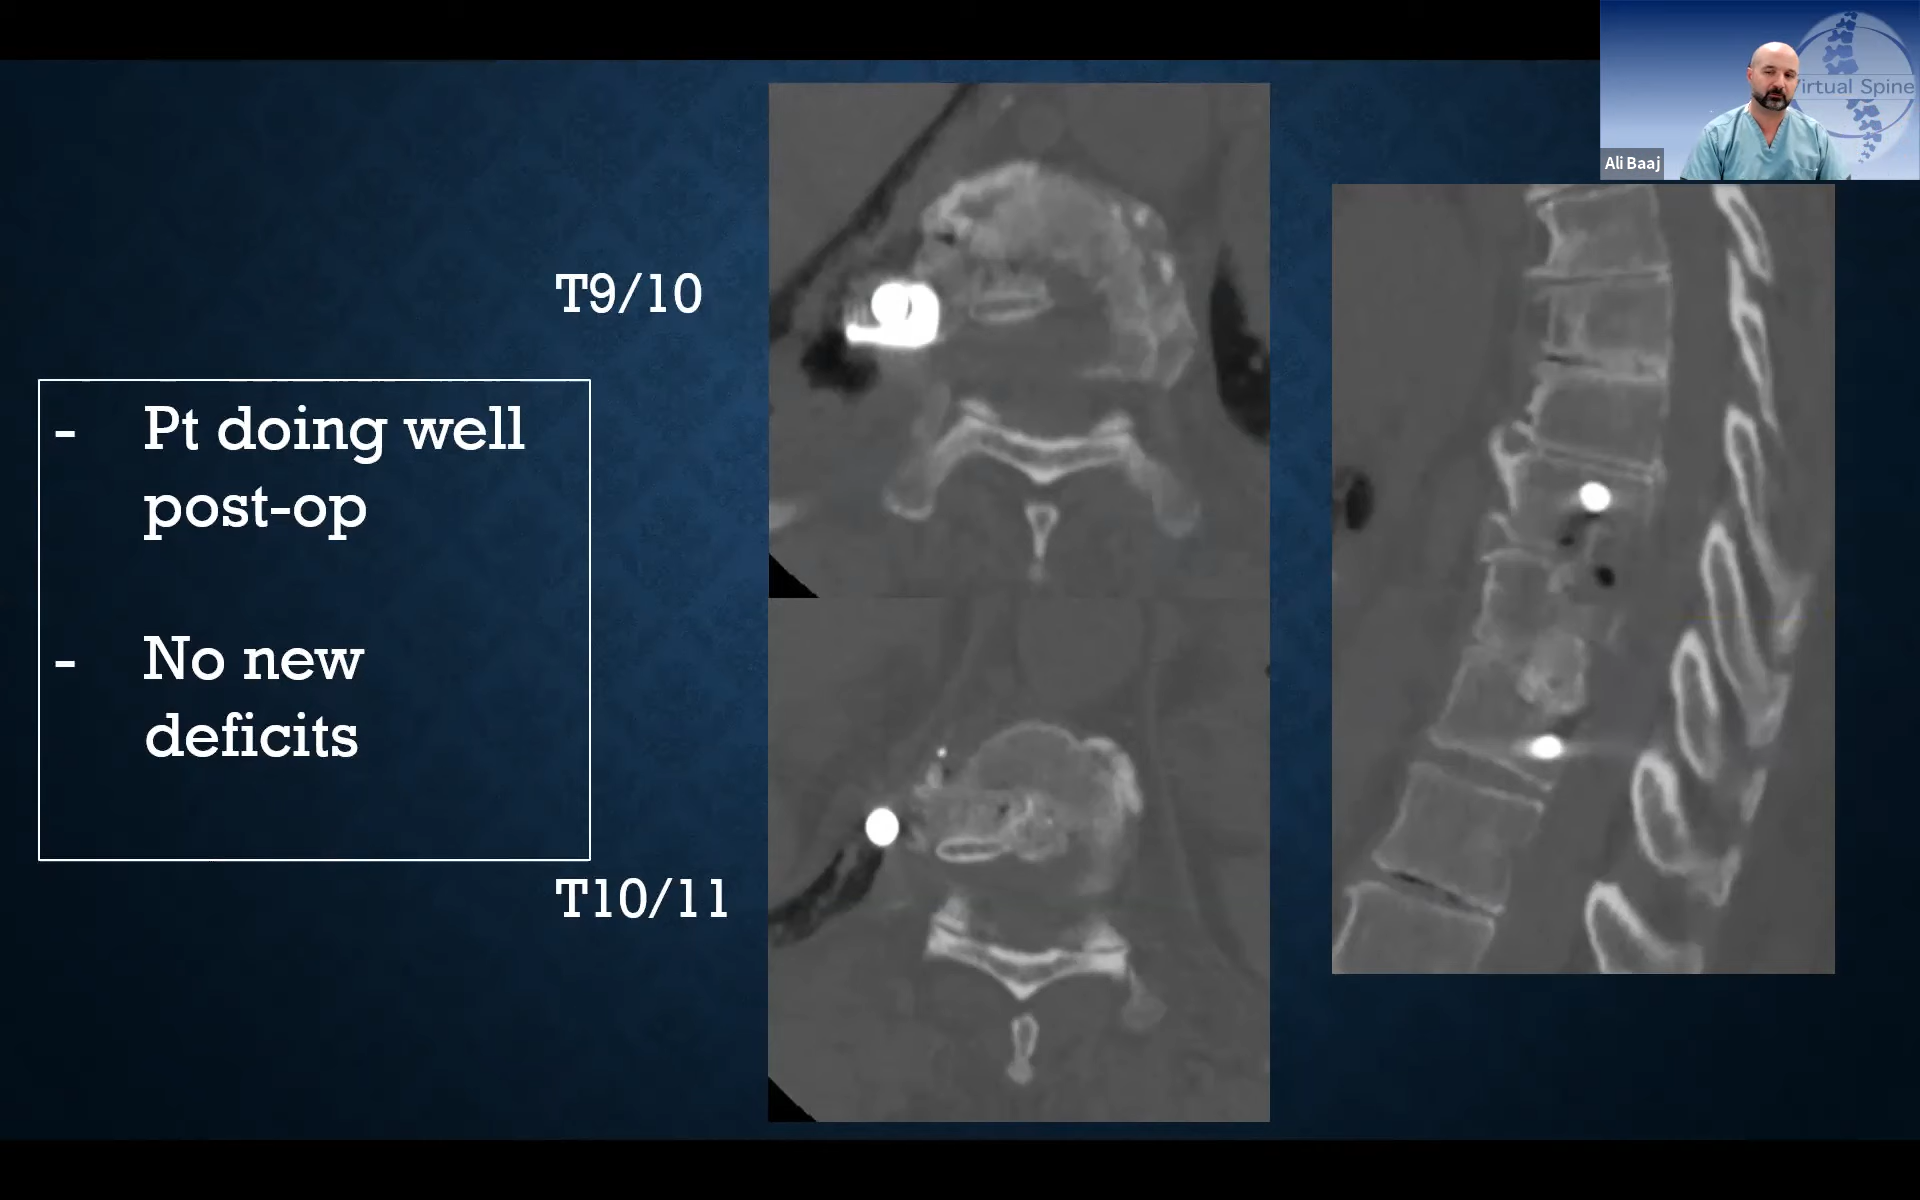 Virtual Spine
Ali Baaj
T9/10
- Pt doing well
post-op
- No new
deficits
T10/11